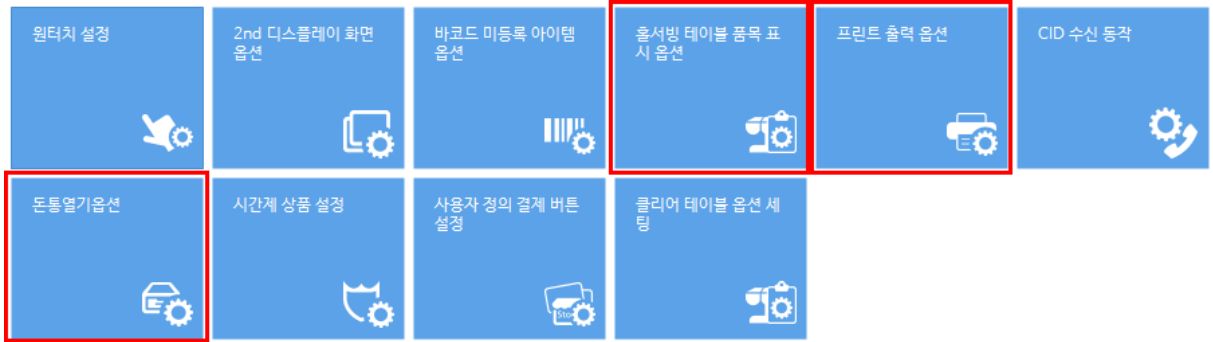 원터치 설정
2nd 디스플레이 화면
옵션
바코드 미등록 아이템
옵션
홀서빙 테이블 품목 표
시 옵션
프린트 출력 옵션
CID 수신 동작
돈통열기옵션
시간제 상품 설정
사용자 정의 결제 버튼
설정
Sto
클리어 테이블 옵션 세
팅